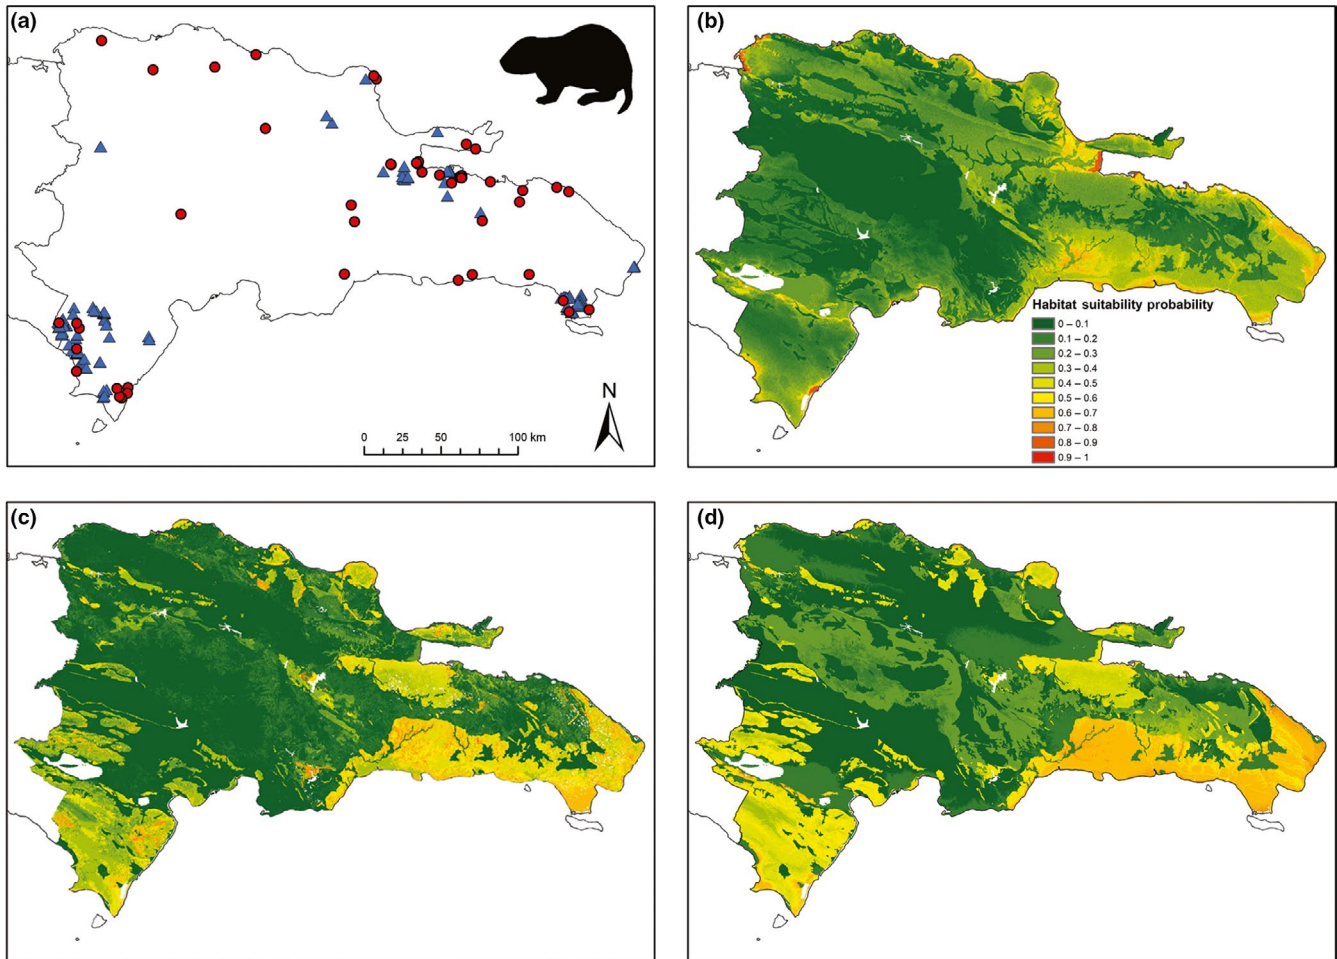 (a)
N
0 25 50 100 km
(b)
Habitat suitability probability
0 – 0.1
0.1 – 0.2
0.2 – 0.3
0.3 – 0.4
0.4 – 0.5
0.5 – 0.6
0.6 – 0.7
0.7 – 0.8
0.8 – 0.9
0.9 – 1
(c)
(d)